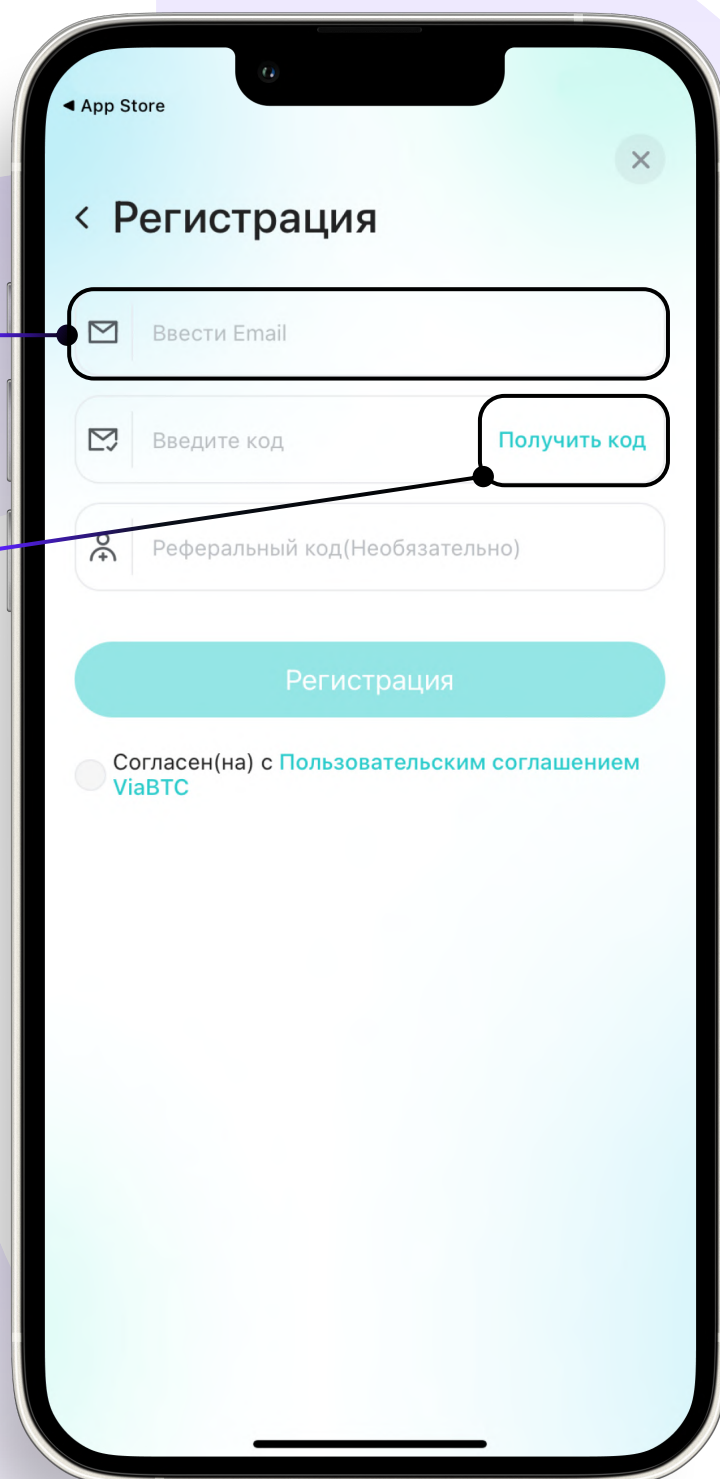 ◀ App Store
Регистрация
Ввести Email
Введите код
Получить код
Реферальный код(Необязательно)
Регистрация
Согласен(на) с Пользовательским соглашением
ViaBTC